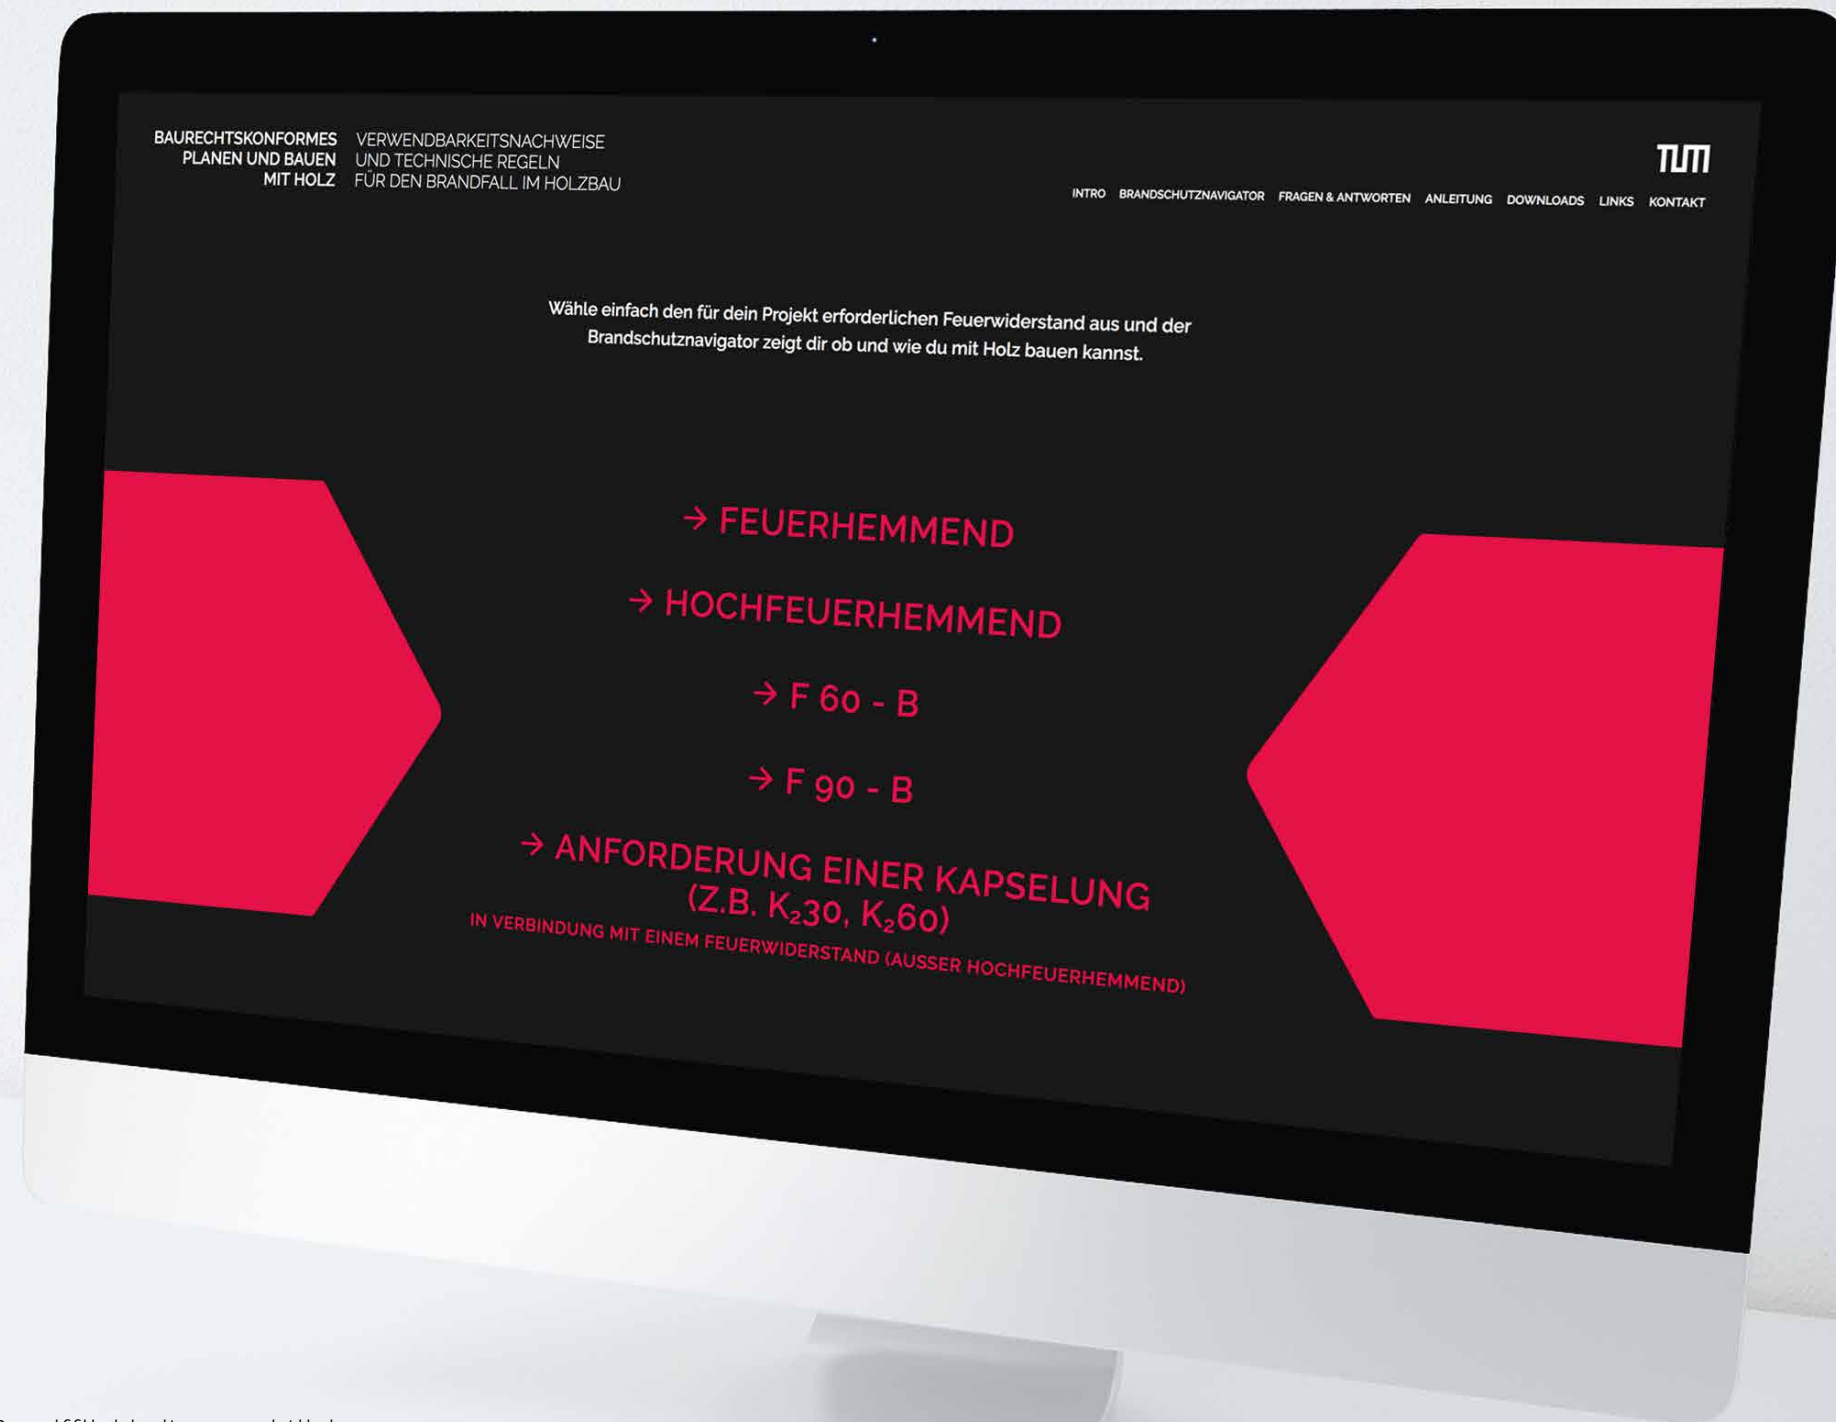 BAURECHTSKONFORMES
PLANEN UND BAUEN
MIT HOLZ
VERWENDBARKEITSNACHWEISE
UND TECHNISCHE REGELN
FÜR DEN BRANDFALL IM HOLZBAU
TUM
INTRO BRANDSCHUTZNAVIGATOR FRAGEN & ANTWORTEN ANLEITUNG DOWNLOADS LINKS KONTAKT
Wähle einfach den für dein Projekt erforderlichen Feuerwiderstand aus und der
Brandschutznavigator zeigt dir ob und wie du mit Holz bauen kannst.
→ FEUERHEMMEND
→ HOCHFEUERHEMMEND
→ F 60 - B
→ F 90 - B
→ ANFORDERUNG EINER KAPSELUNG
(Z.B. K₂30, K₂60)
IN VERBINDUNG MIT EINEM FEUERWIDERSTAND (AUSSER HOCHFEUERHEMMEND)